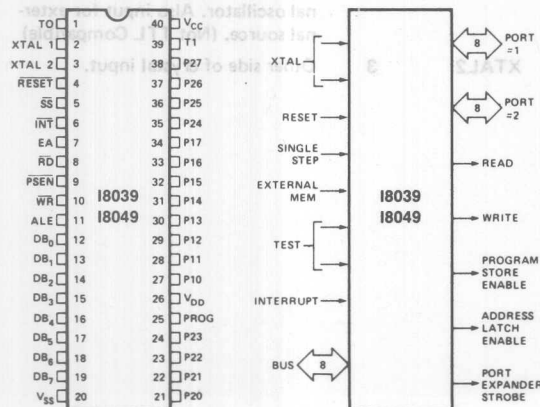 TO 1
XTAL 1 2
XTAL 2 3
RESET 4
SS 5
INT 6
EA 7
RD 8
PSEN 9
WR 10
ALE 11
DB0 12
DB1 13
DB2 14
DB3 15
DB4 16
DB5 17
DB6 18
DB7 19
VSS 20
I8039
I8049
40 VCC
39 T1
38 P27
37 P26
36 P25
35 P24
34 P17
33 P16
32 P15
31 P14
30 P13
29 P12
28 P11
27 P10
26 VDD
25 PROG
24 P23
23 P22
22 P21
21 P20
XTAL
RESET
SINGLE
STEP
EXTERNAL
MEM
TEST
INTERRUPT
BUS 8
I8039
I8049
8 PORT
=1
8 PORT
=2
READ
WRITE
PROGRAM
STORE
ENABLE
ADDRESS
LATCH
ENABLE
PORT
EXPANDER
STROBE